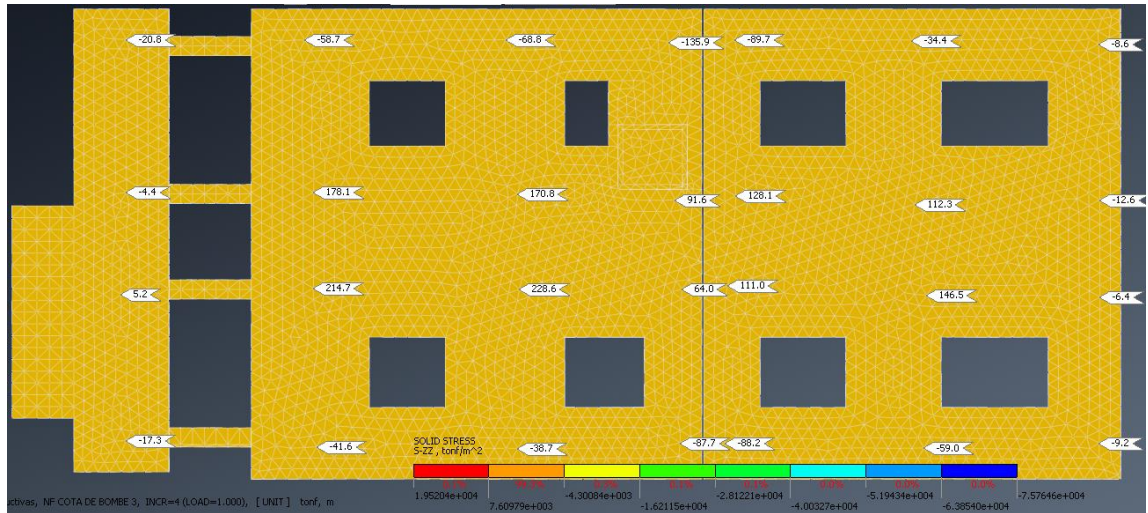 -20.8
-58.7
-68.8
-135.9
-89.7
-34.4
-8.6
-4.4
178.1
170.8
91.6
128.1
112.3
-12.6
5.2
214.7
228.6
64.0
111.0
146.5
-6.4
-17.3
-41.6
-38.7
-87.7
-88.2
-59.0
-9.2
SOLID STRESS
S-ZZ , tonf/m^2
1.95204e+004
7.60979e+003
-4.30084e+003
-1.62115e+004
-2.81221e+004
-4.00327e+004
-5.19434e+004
-6.38540e+004
-7.57646e+004
uctivas, NF COTA DE BOMBE 3, INCR=4 (LOAD=1.000), [ UNIT ] tonf, m